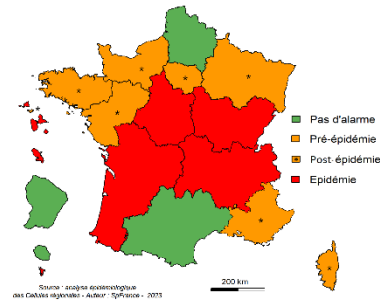 Pas d'alarme
Pré-épidémie
Post-épidémie
Epidémie
200 km
Source : analyse épidémiologique
des Cellules régionales - Auteur : SpFrance - 2023